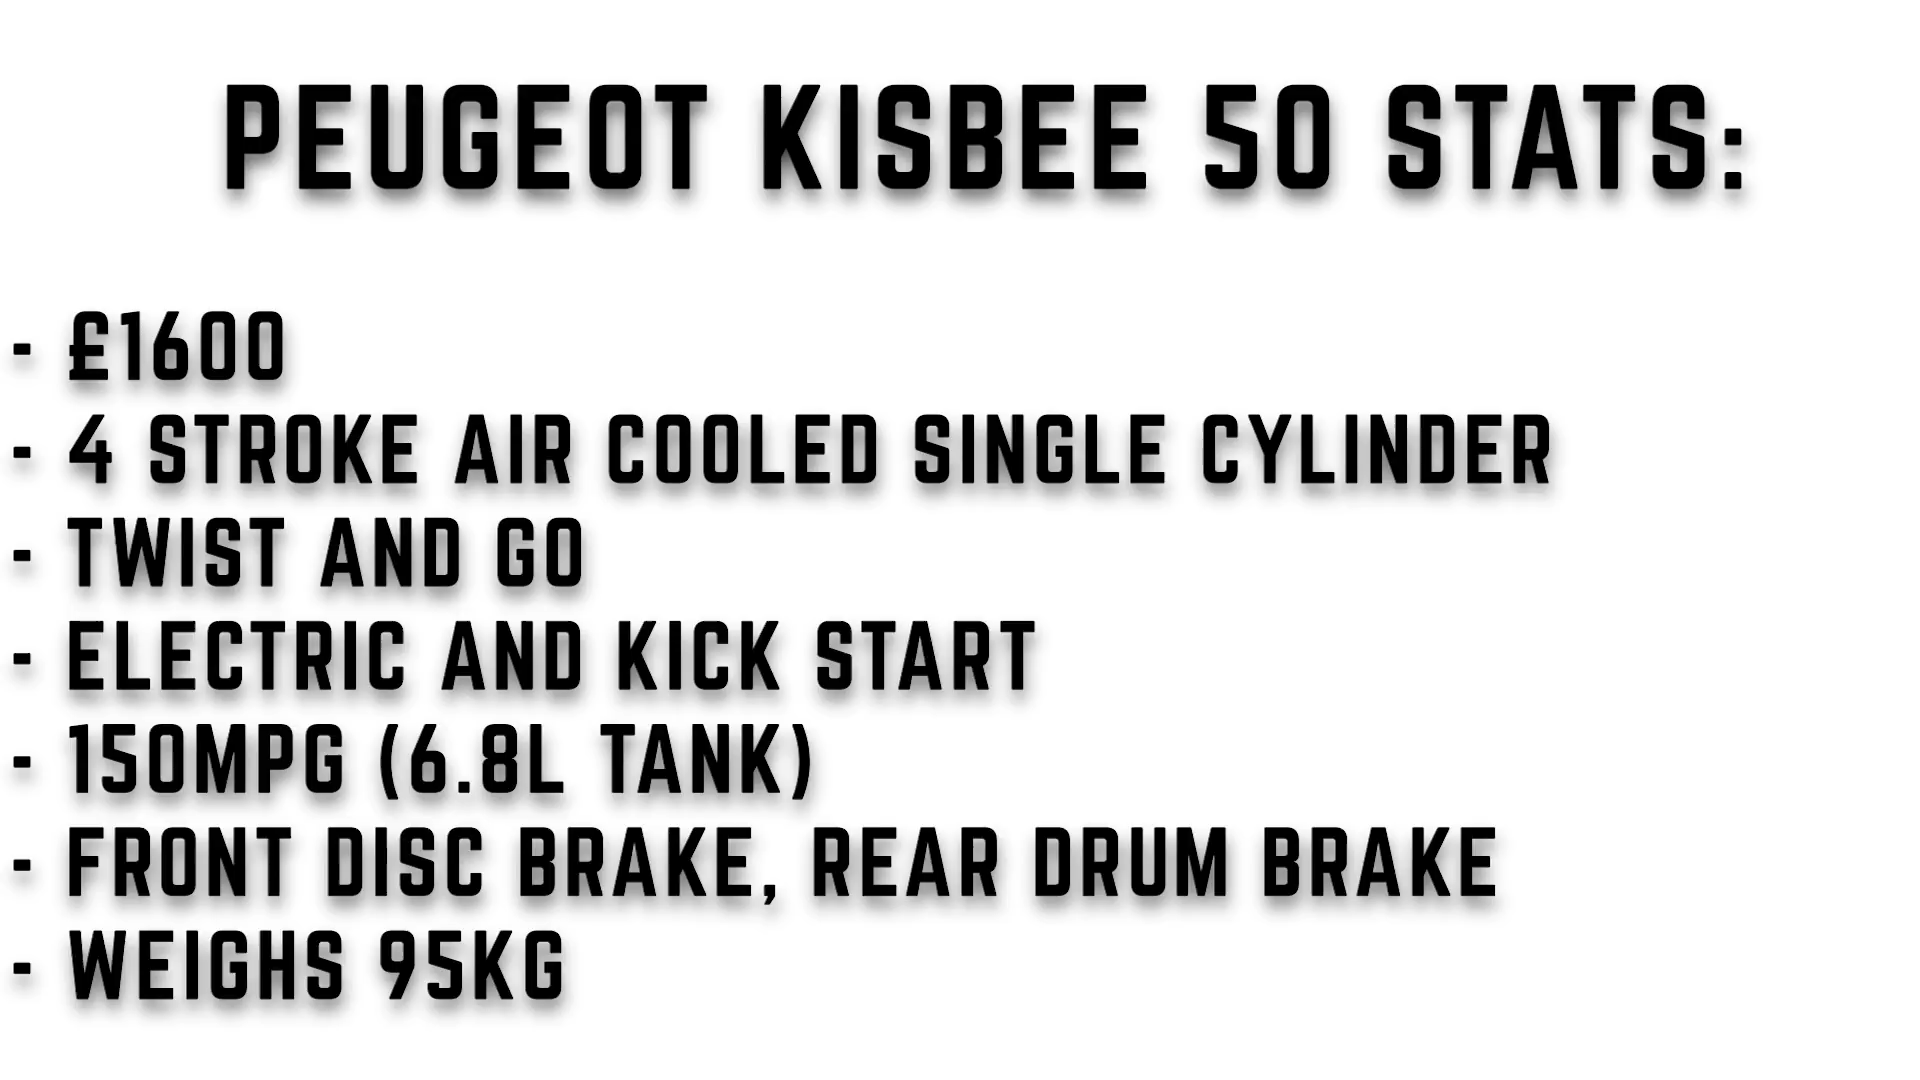 PEUGEOT KISBEE 50 STATS:
- £1600
- 4 STROKE AIR COOLED SINGLE CYLINDER
- TWIST AND GO
- ELECTRIC AND KICK START
- 150MPG (6.8L TANK)
- FRONT DISC BRAKE, REAR DRUM BRAKE
- WEIGHS 95KG